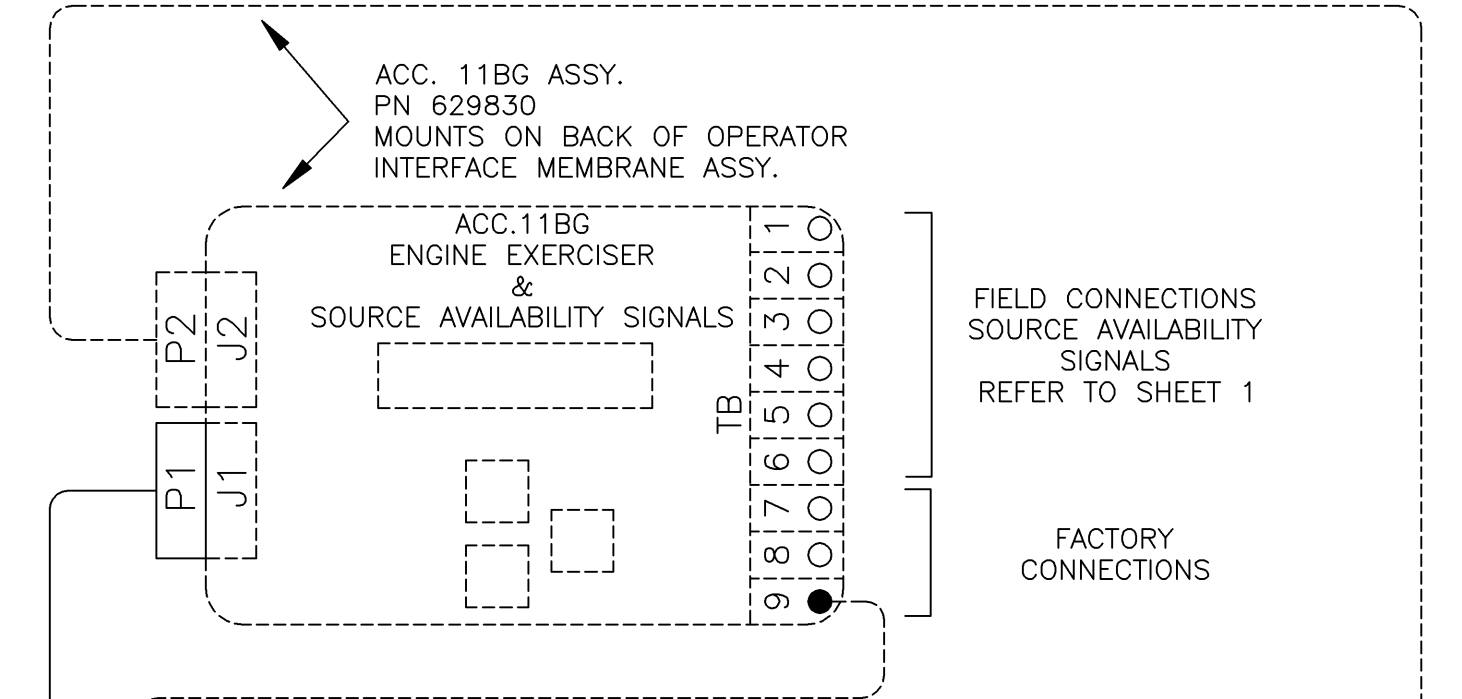 ACC. 11BG ASSY.
PN 629830
MOUNTS ON BACK OF OPERATOR
INTERFACE MEMBRANE ASSY.
ACC.11BG
ENGINE EXERCISER
&
SOURCE AVAILABILITY SIGNALS
P2
J2
P1
J1
TB
1
2
3
4
5
6
7
8
9
FIELD CONNECTIONS
SOURCE AVAILABILITY
SIGNALS
REFER TO SHEET 1
FACTORY
CONNECTIONS